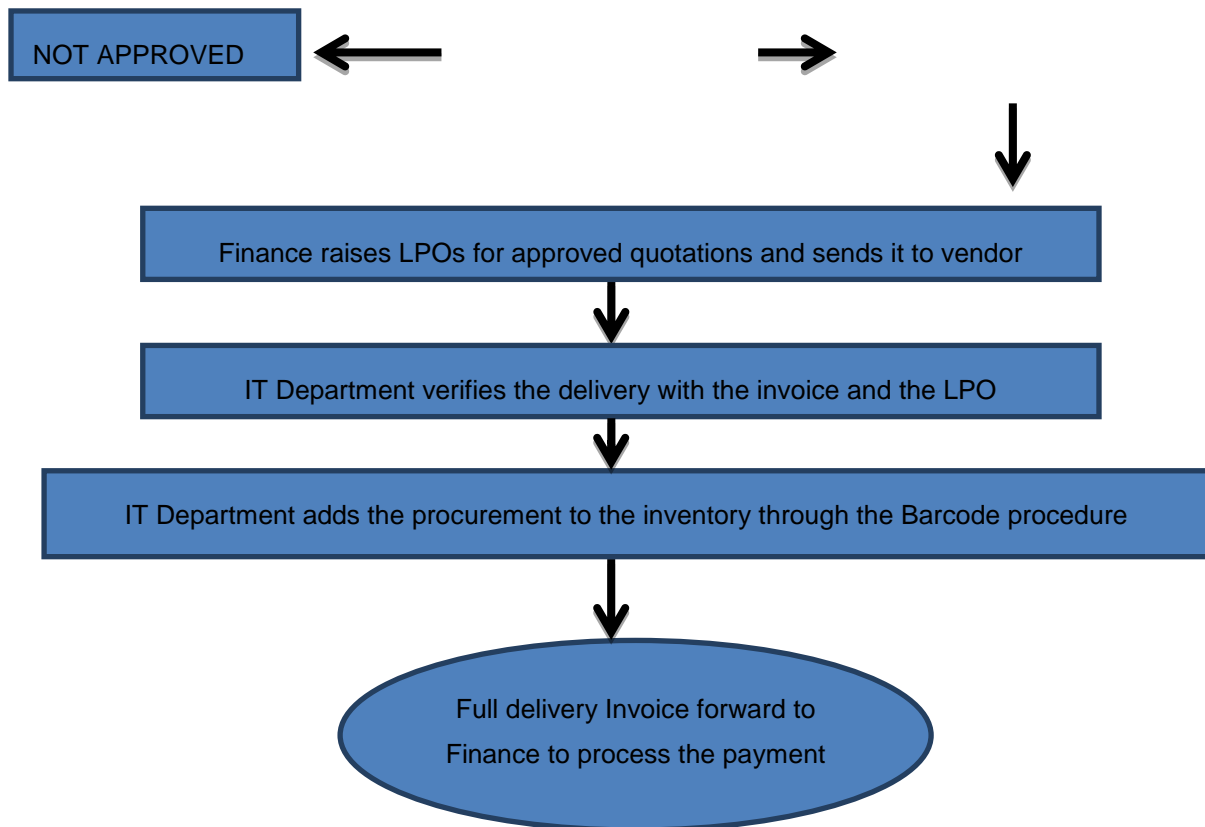 NOT APPROVED
Finance raises LPOs for approved quotations and sends it to vendor
IT Department verifies the delivery with the invoice and the LPO
IT Department adds the procurement to the inventory through the Barcode procedure
Full delivery Invoice forward to
Finance to process the payment